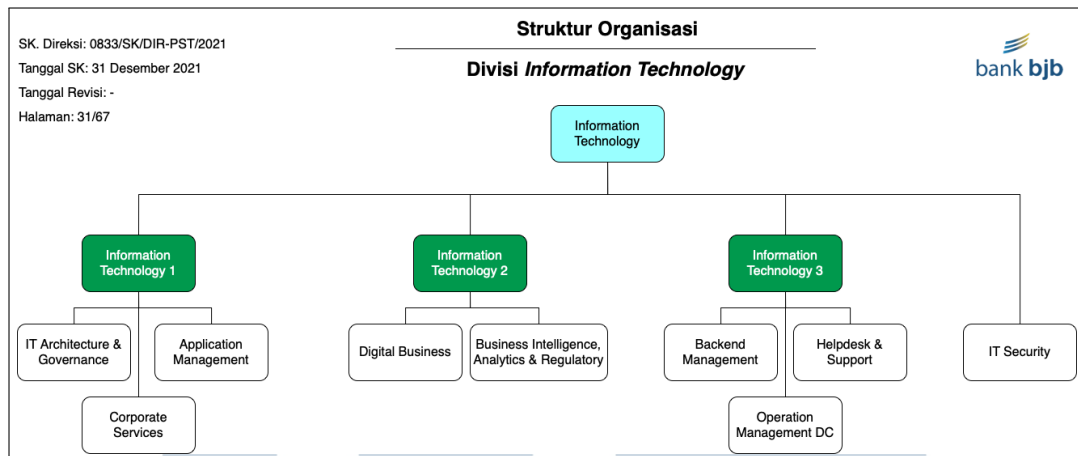 SK. Direksi: 0833/SK/DIR-PST/2021
Tanggal SK: 31 Desember 2021
Tanggal Revisi: -
Halaman: 31/67
Struktur Organisasi
Divisi Information Technology
bank bjb
Information
Technology
Information
Technology 1
Information
Technology 2
Information
Technology 3
IT Architecture &
Governance
Application
Management
Corporate
Services
Digital Business
Business Intelligence,
Analytics & Regulatory
Backend
Management
Helpdesk &
Support
Operation
Management DC
IT Security